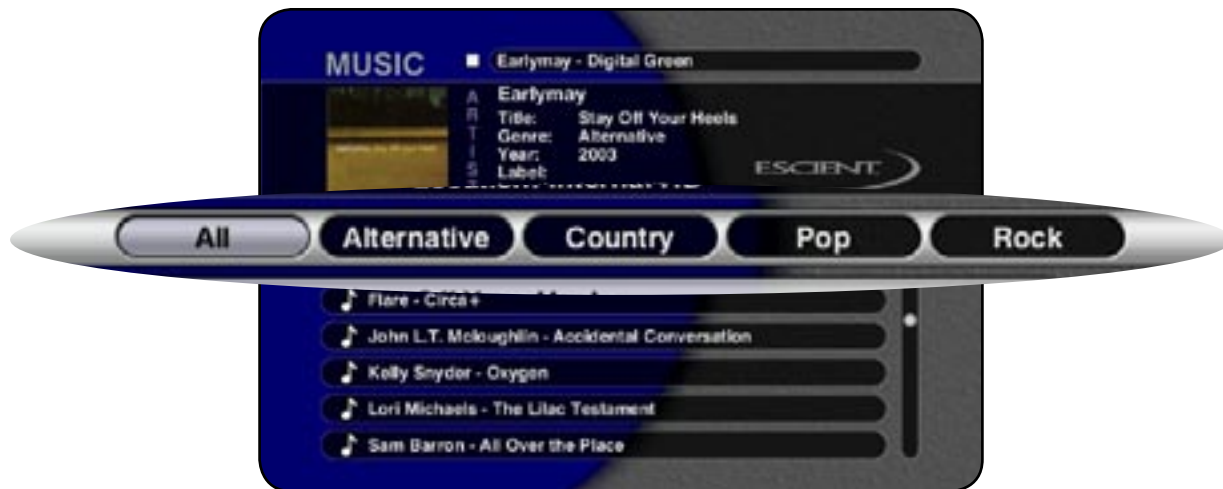 MUSIC
Earlymay - Digital Green
ARTIST
Earlymay
Title: Stay Off Your Heels
Genre: Alternative
Year: 2003
Label:
ESCIENT
All Alternative Country Pop Rock
Flare - Circa +
John L.T. Mcloughlin - Accidental Conversation
Kelly Snyder - Oxygen
Lori Michaels - The Lilac Testament
Sam Barron - All Over the Place